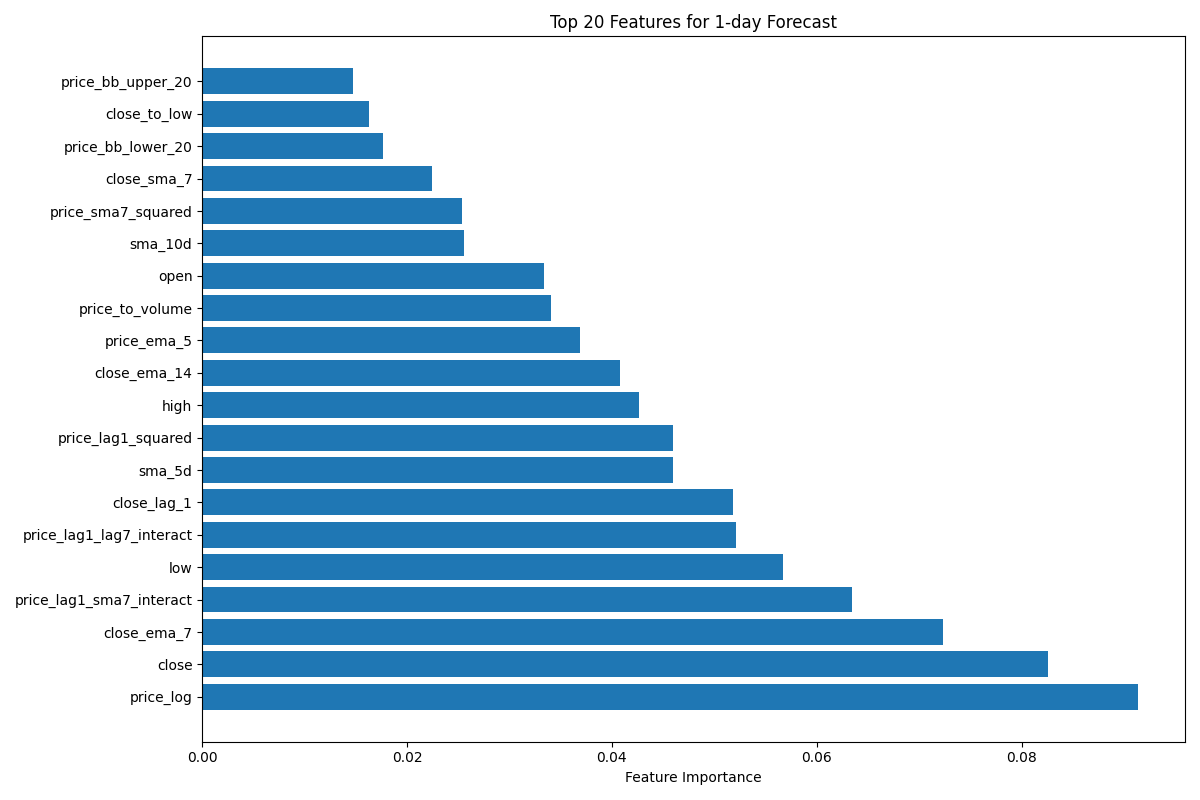 Top 20 Features for 1-day Forecast
price_bb_upper_20
close_to_low
price_bb_lower_20
close_sma_7
price_sma7_squared
sma_10d
open
price_to_volume
price_ema_5
close_ema_14
high
price_lag1_squared
sma_5d
close_lag_1
price_lag1_lag7_interact
low
price_lag1_sma7_interact
close_ema_7
close
price_log
0.00 0.02 0.04 0.06 0.08
Feature Importance